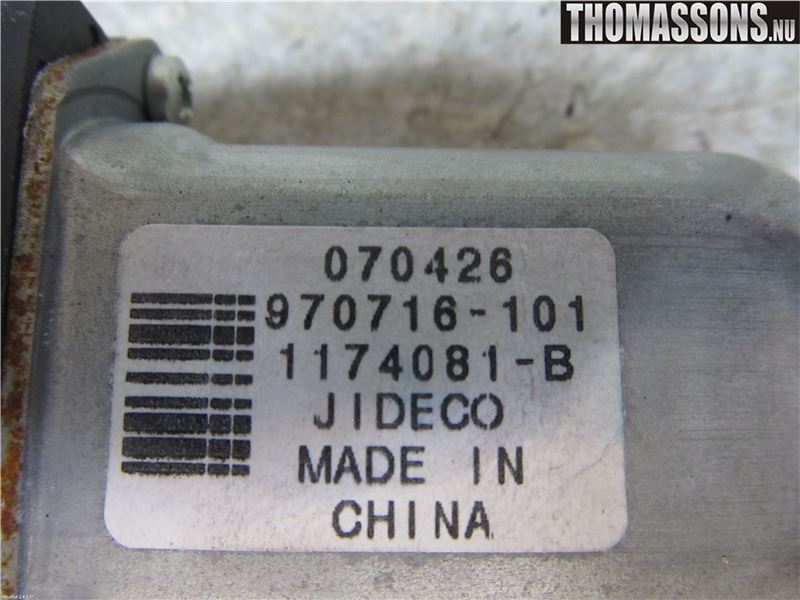 THOMASSONS.NU
070426
970716-101
1174081-B
JIDECO
MADE IN
CHINA